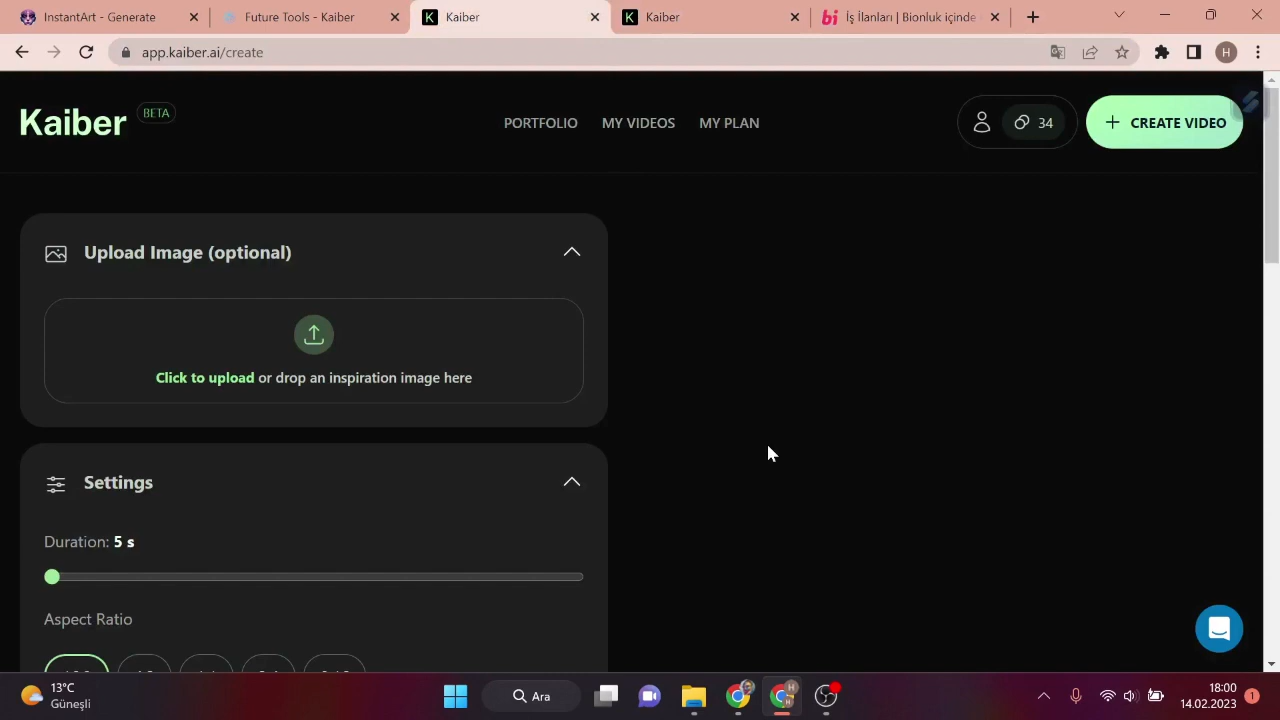 InstantArt - Generate
Future Tools - Kaiber
Kaiber
Kaiber
bi İş İlanları | Bionluk içinde
app.kaiber.ai/create
H
Kaiber BETA
PORTFOLIO
MY VIDEOS
MY PLAN
34
+ CREATE VIDEO
Upload Image (optional)
Click to upload or drop an inspiration image here
Settings
Duration: 5 s
Aspect Ratio
13°C
Güneşli
Ara
18:00
14.02.2023
1